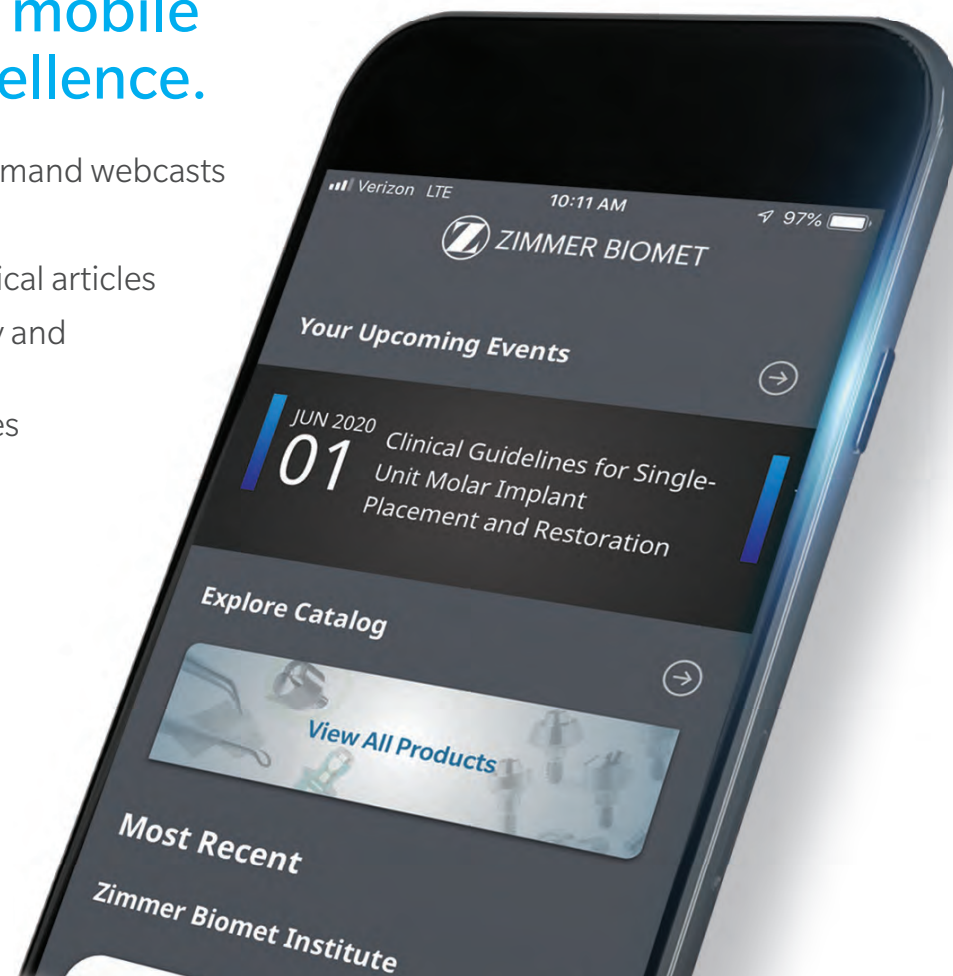 mobile
ellence.
mand webcasts
ical articles
y and
es
Verizon LTE
10:11 AM
97%
Z ZIMMER BIOMET
Your Upcoming Events
JUN 2020
01
Clinical Guidelines for Single-
Unit Molar Implant
Placement and Restoration
Explore Catalog
View All Products
Most Recent
Zimmer Biomet Institute